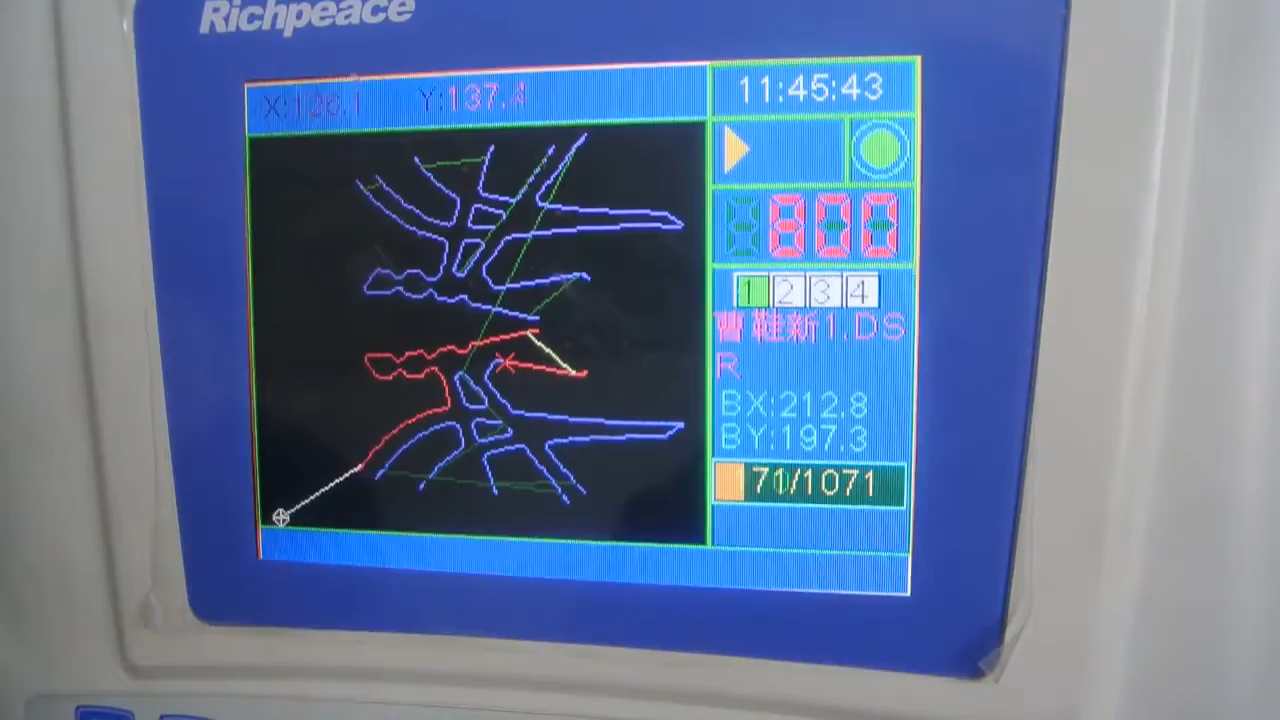 Richpeace
X:126.1 Y:137.4
11:45:43
800
1 2 3 4
曹鞋新1.DS
R
BX:212.8
BY:197.3
/1071